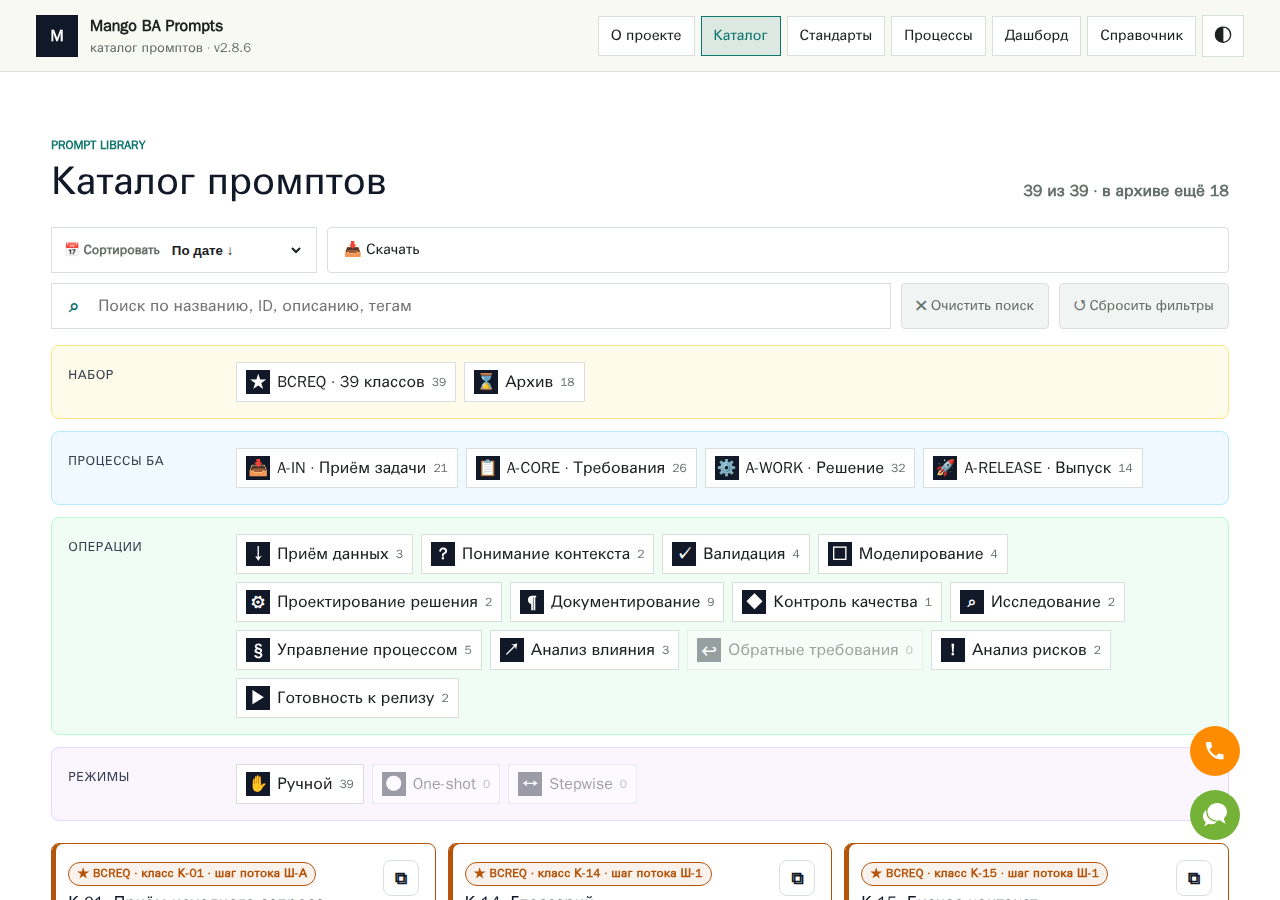 M
Mango BA Prompts
каталог промптов · v2.8.6
О проекте
Каталог
Стандарты
Процессы
Дашборд
Справочник
PROMPT LIBRARY
Каталог промптов
39 из 39 · в архиве ещё 18
📅 Сортировать По дате ↓
📥 Скачать
Поиск по названию, ID, описанию, тегам
✕ Очистить поиск
↺ Сбросить фильтры
НАБОР
★ BCREQ · 39 классов 39
⌛ Архив 18
ПРОЦЕССЫ БА
📥 A-IN · Приём задачи 21
📋 A-CORE · Требования 26
⚙️ A-WORK · Решение 32
🚀 A-RELEASE · Выпуск 14
ОПЕРАЦИИ
↓ Приём данных 3
? Понимание контекста 2
✓ Валидация 4
□ Моделирование 4
⚙ Проектирование решения 2
¶ Документирование 9
◆ Контроль качества 1
⌕ Исследование 2
§ Управление процессом 5
↗ Анализ влияния 3
↩ Обратные требования 0
! Анализ рисков 2
▶ Готовность к релизу 2
РЕЖИМЫ
✋ Ручной 39
● One-shot 0
↔ Stepwise 0
★ BCREQ · класс К-01 · шаг потока Ш-А
★ BCREQ · класс К-14 · шаг потока Ш-1
★ BCREQ · класс К-15 · шаг потока Ш-1